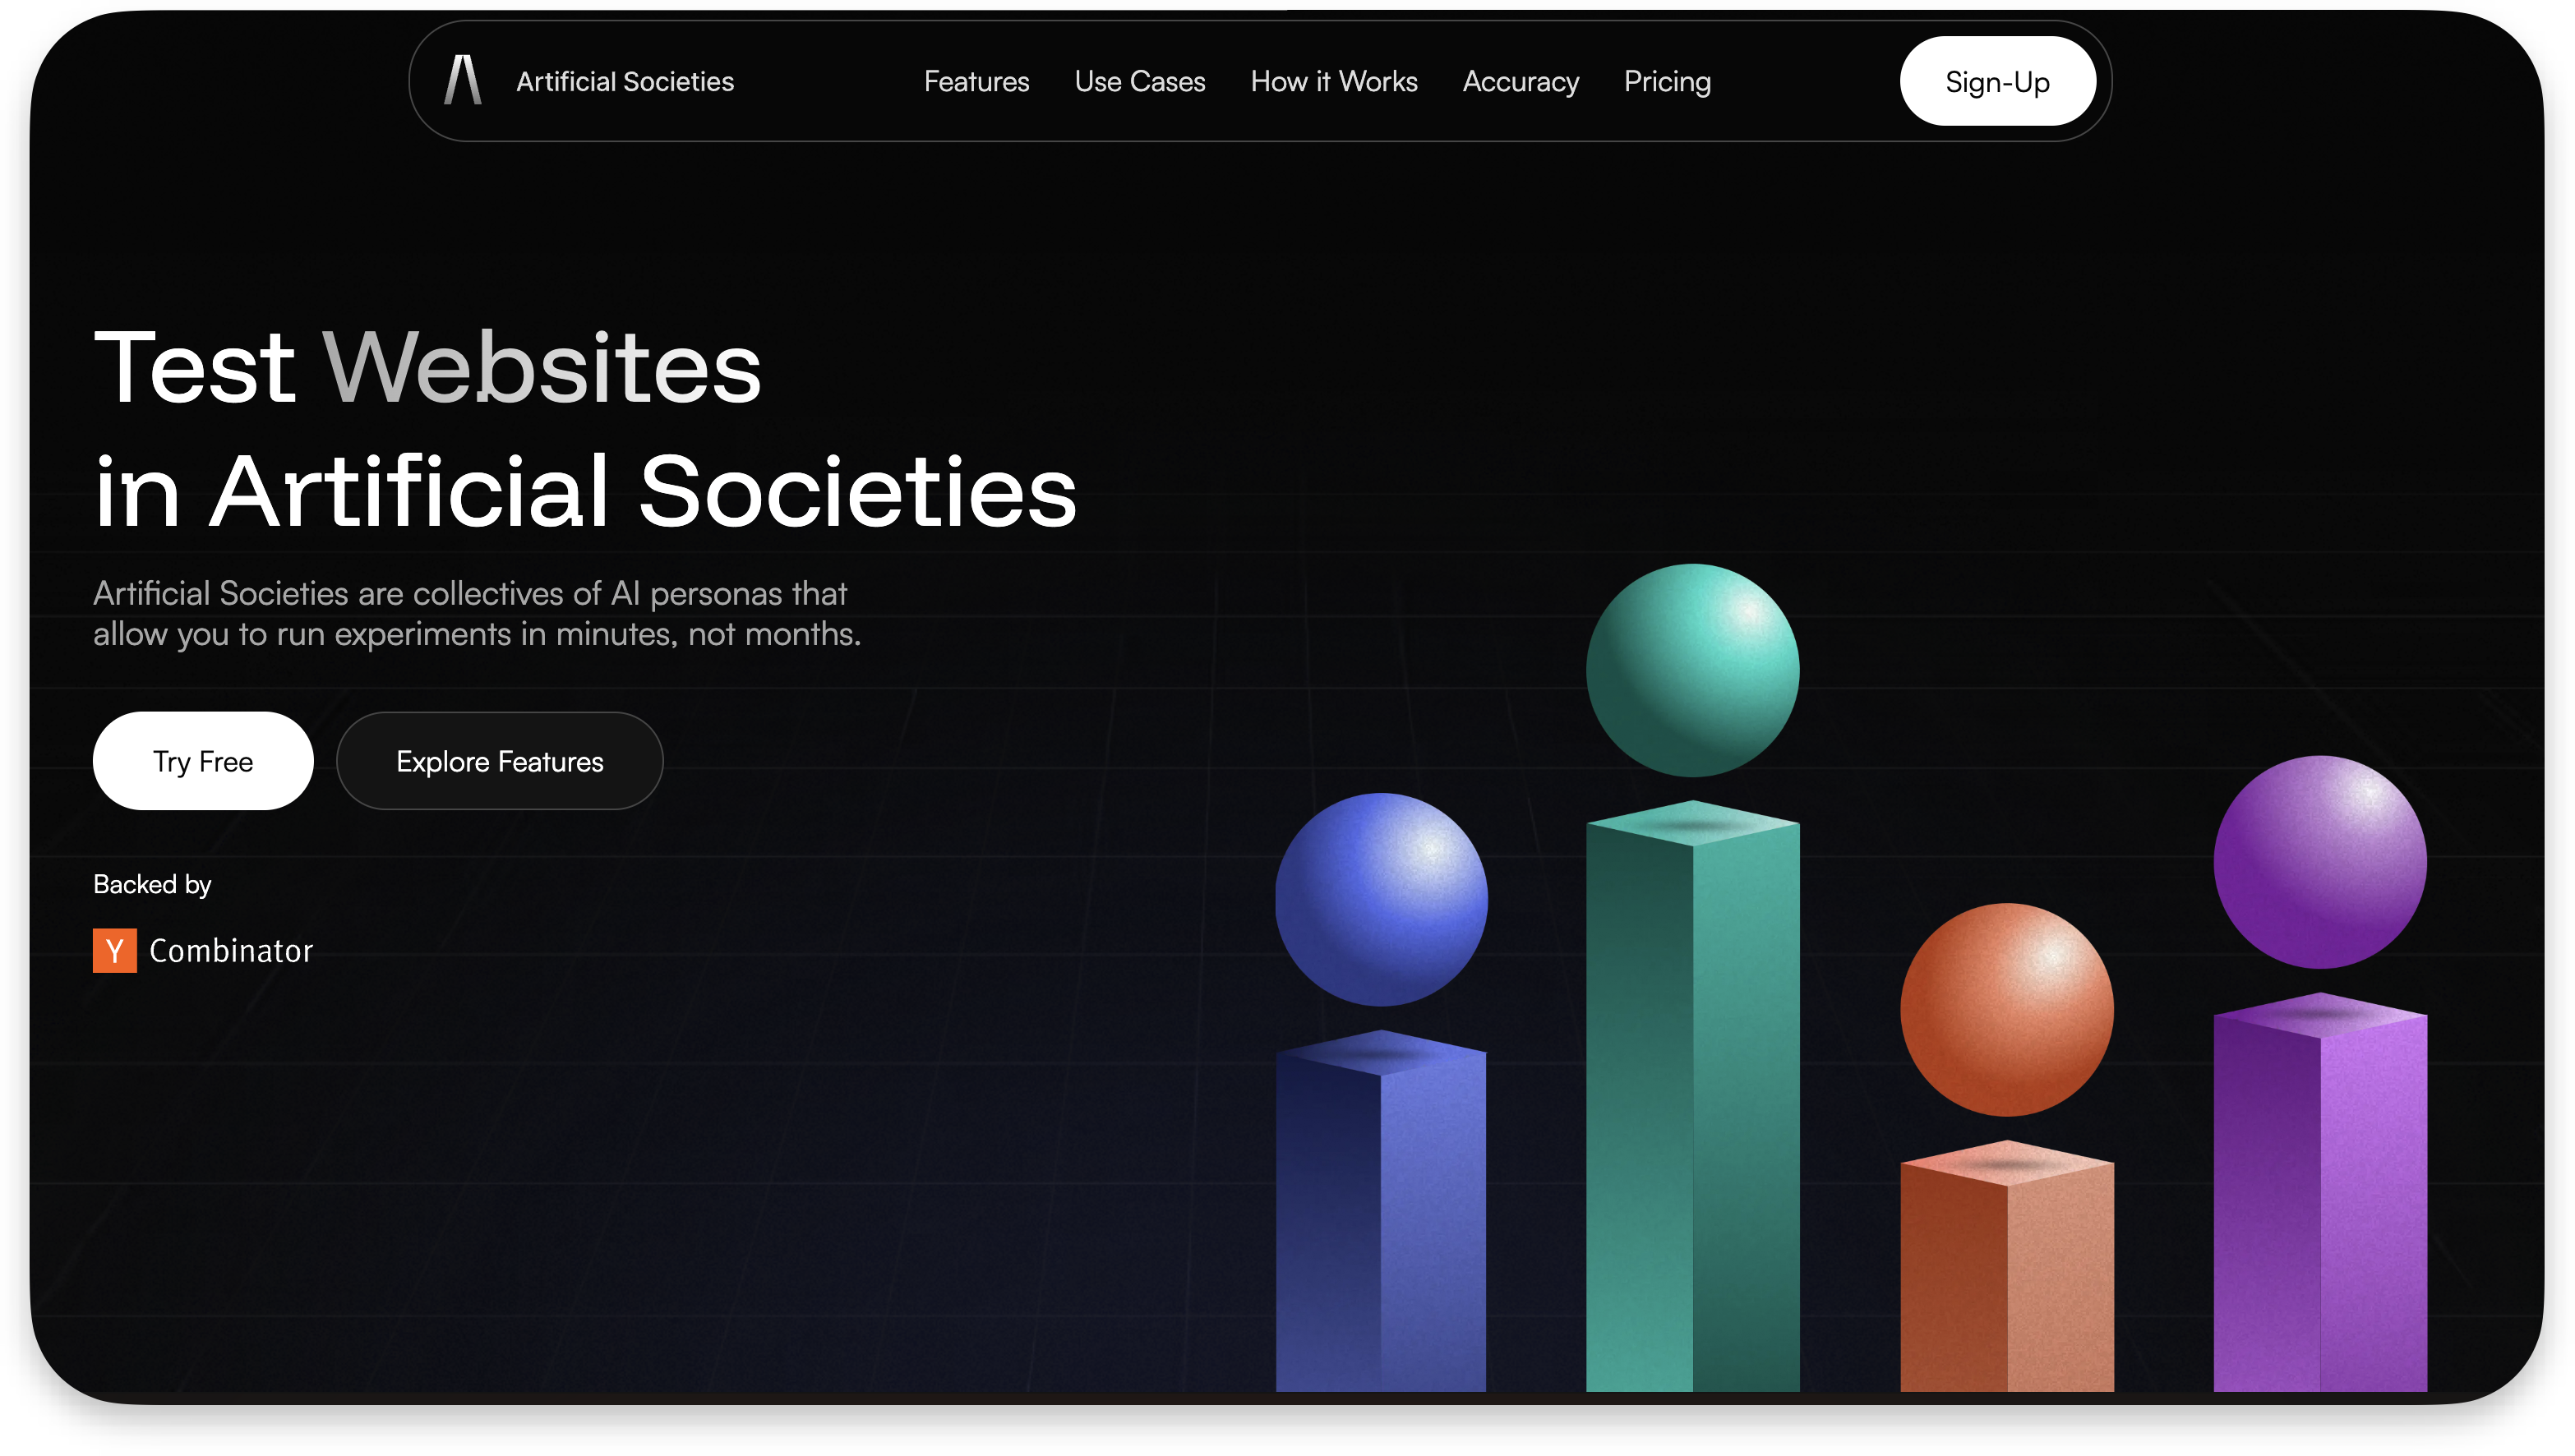 Artificial Societies
Features
Use Cases
How it Works
Accuracy
Pricing
Sign-Up
Test Websites
in Artificial Societies
Artificial Societies are collectives of AI personas that
allow you to run experiments in minutes, not months.
Try Free
Explore Features
Backed by
Y Combinator